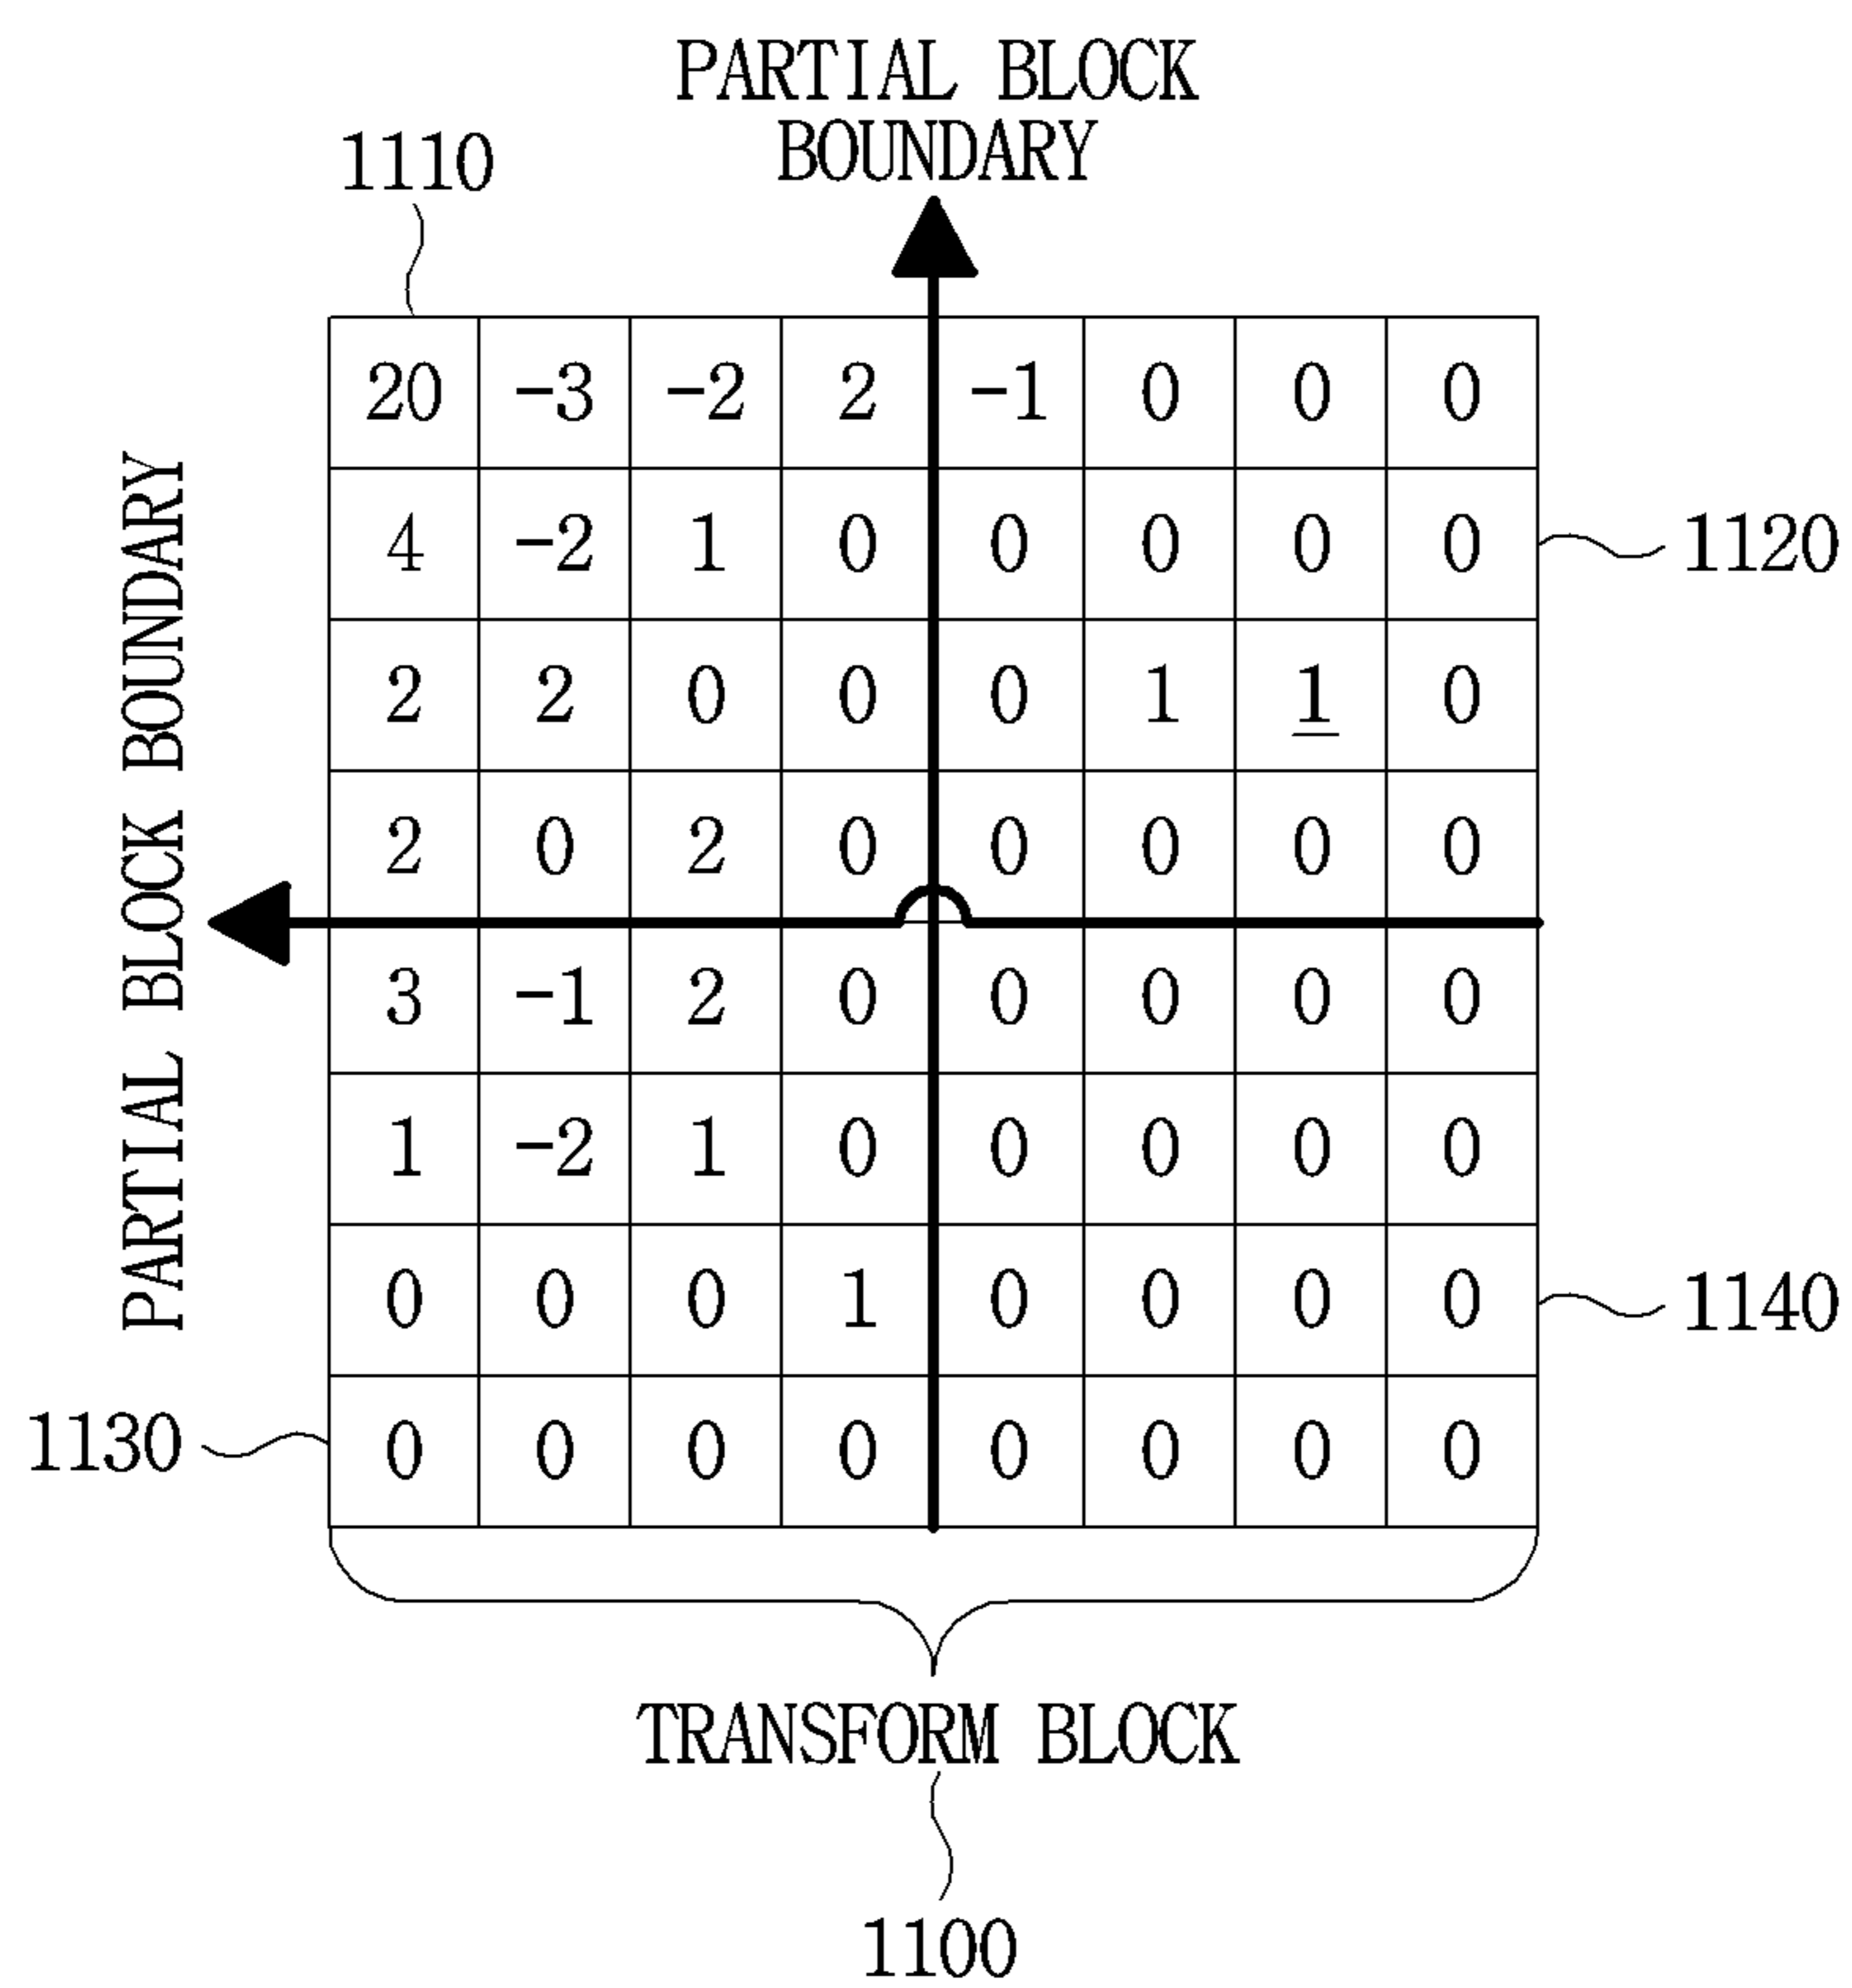 PARTIAL BLOCK
BOUNDARY
1110
20 -3 -2 2 -1 0 0 0
4 -2 1 0 0 0 0 0
1120
2 2 0 0 0 1 1 0
2 0 2 0 0 0 0 0
PARTIAL BLOCK BOUNDARY
3 -1 2 0 0 0 0 0
1 -2 1 0 0 0 0 0
0 0 0 1 0 0 0 0
1140
0 0 0 0 0 0 0 0
1130
TRANSFORM BLOCK
1100